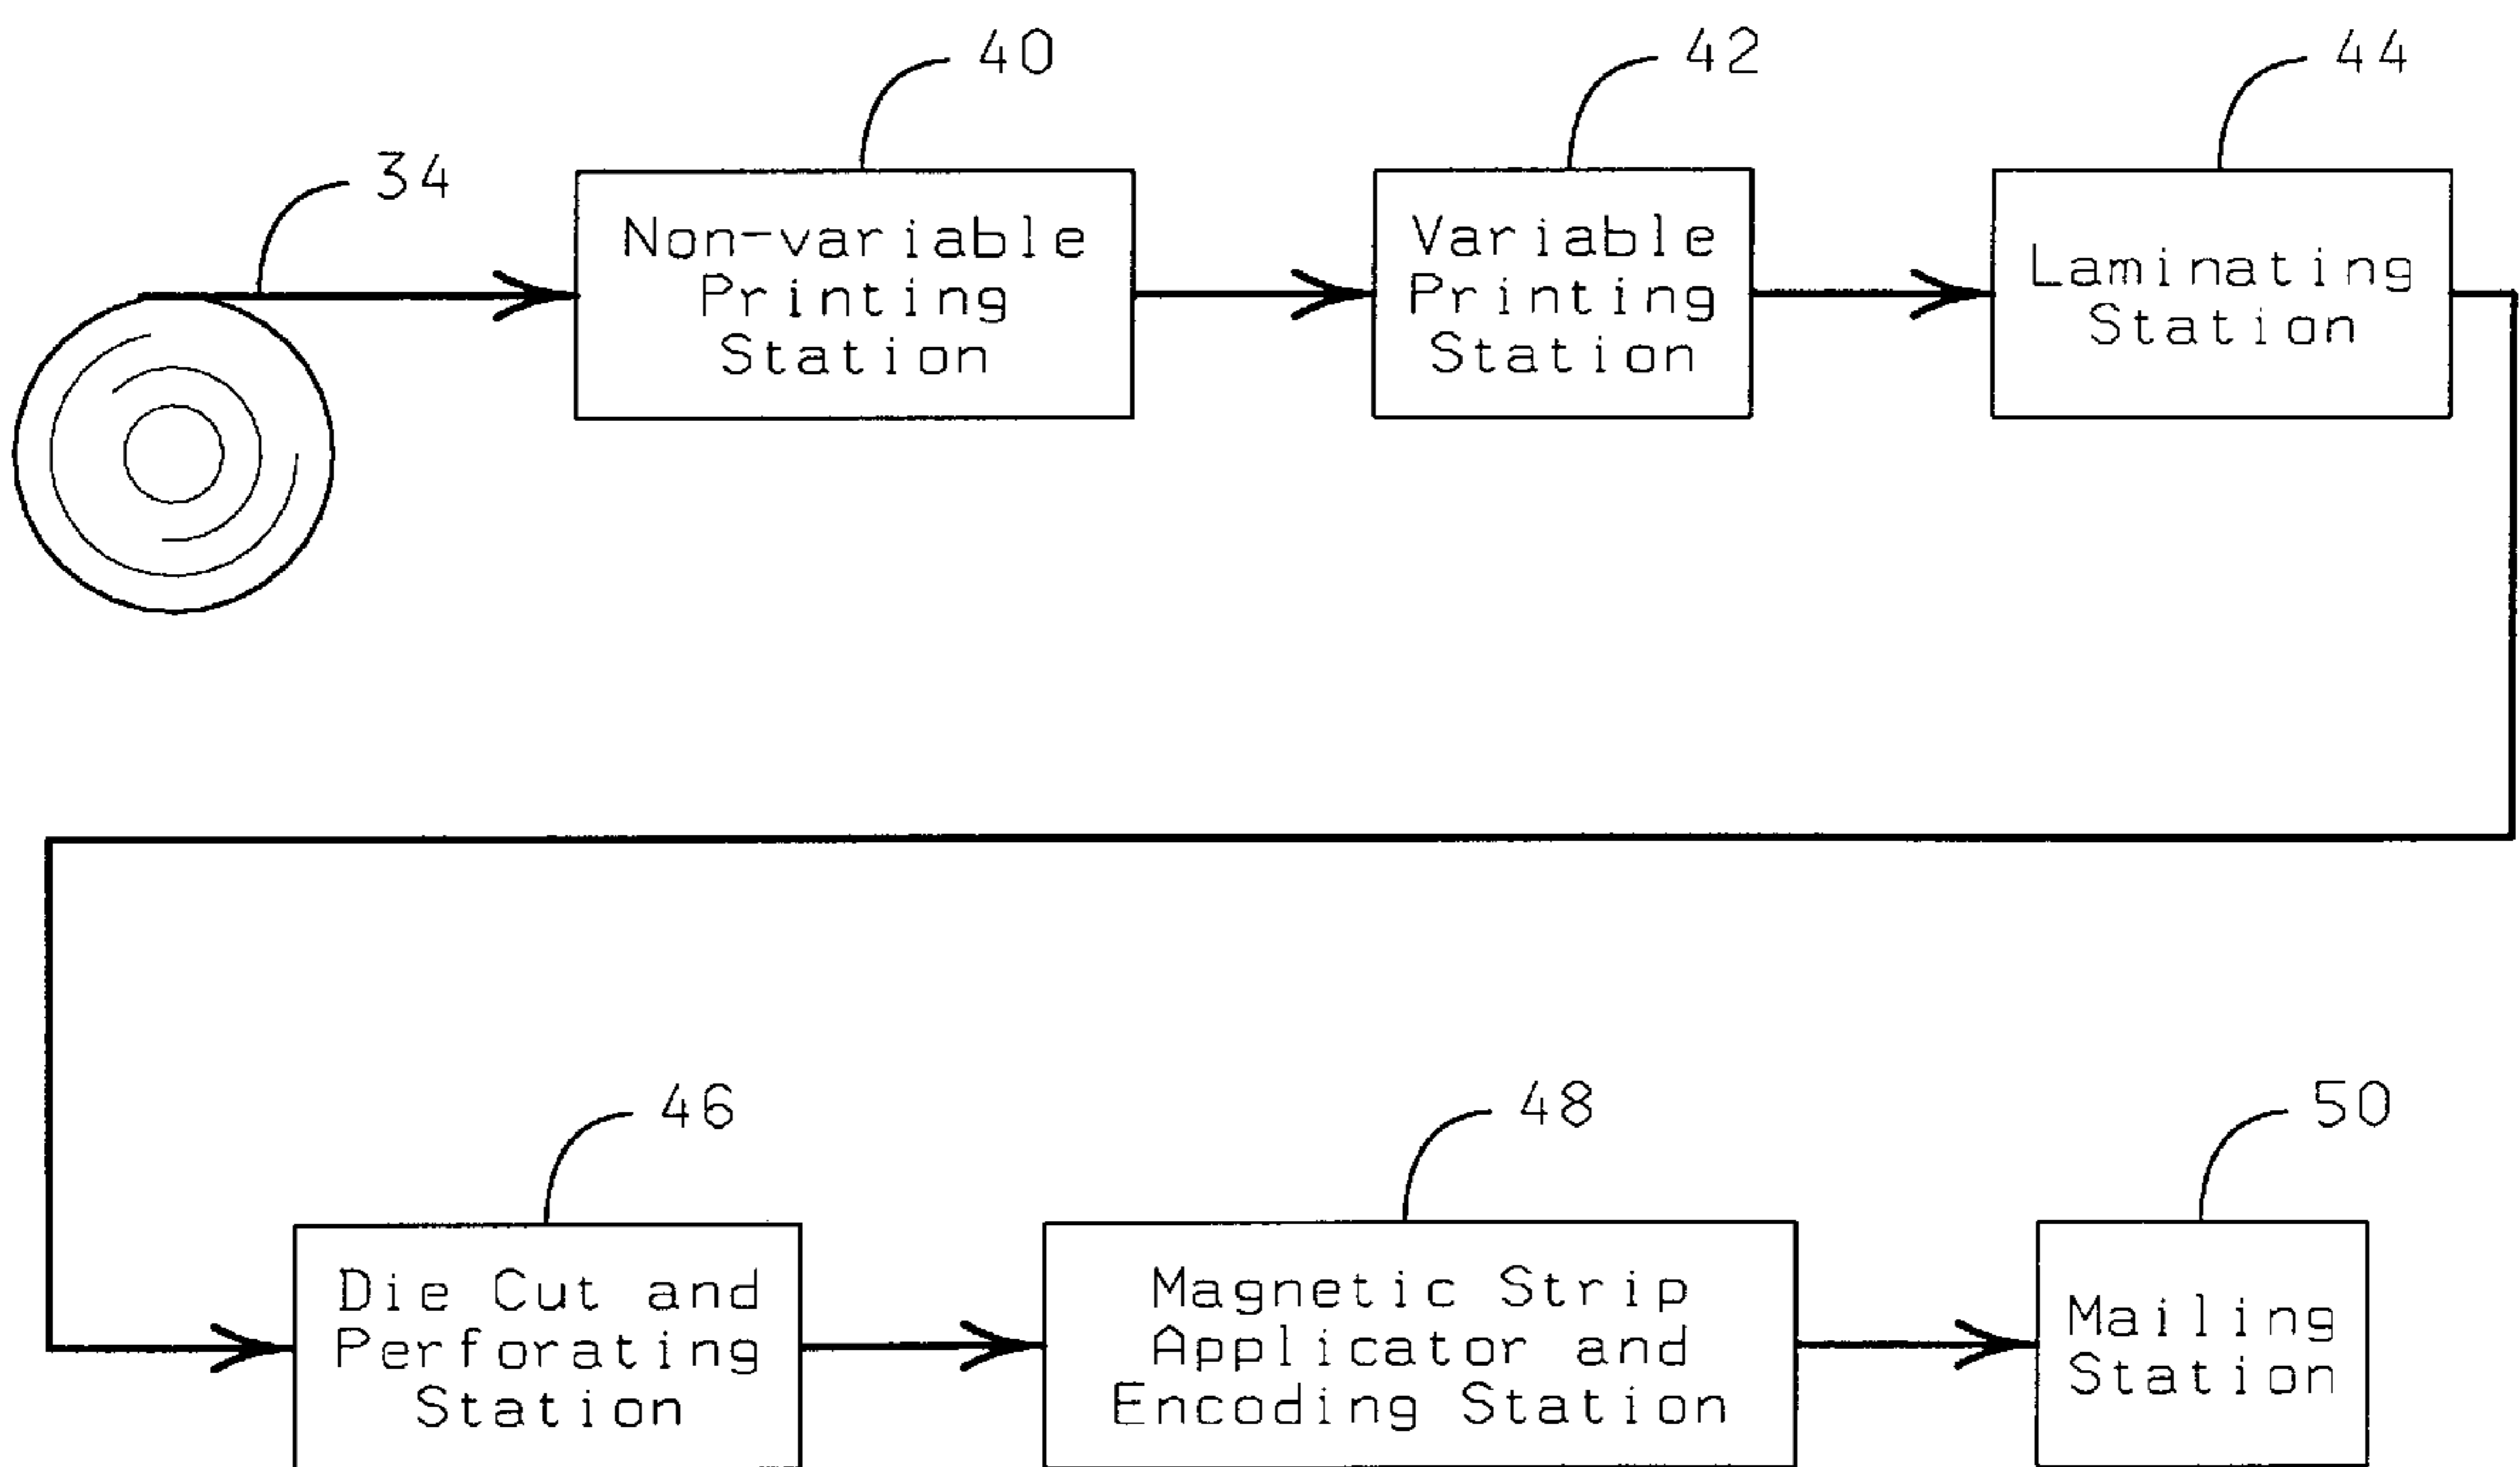 40
42
44
34
Non-variable
Printing
Station
Variable
Printing
Station
Laminating
Station
46
48
50
Die Cut and
Perforating
Station
Magnetic Strip
Applicator and
Encoding Station
Mailing
Station